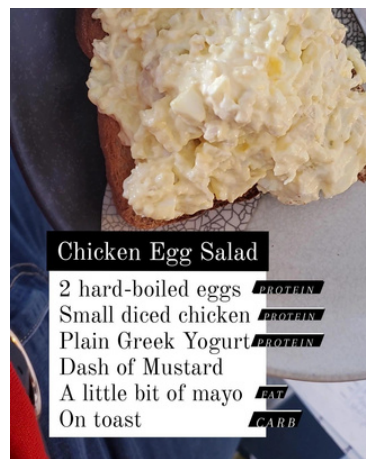 Chicken Egg Salad
2 hard-boiled eggs PROTEIN
Small diced chicken PROTEIN
Plain Greek Yogurt PROTEIN
Dash of Mustard
A little bit of mayo FAT
On toast CARB